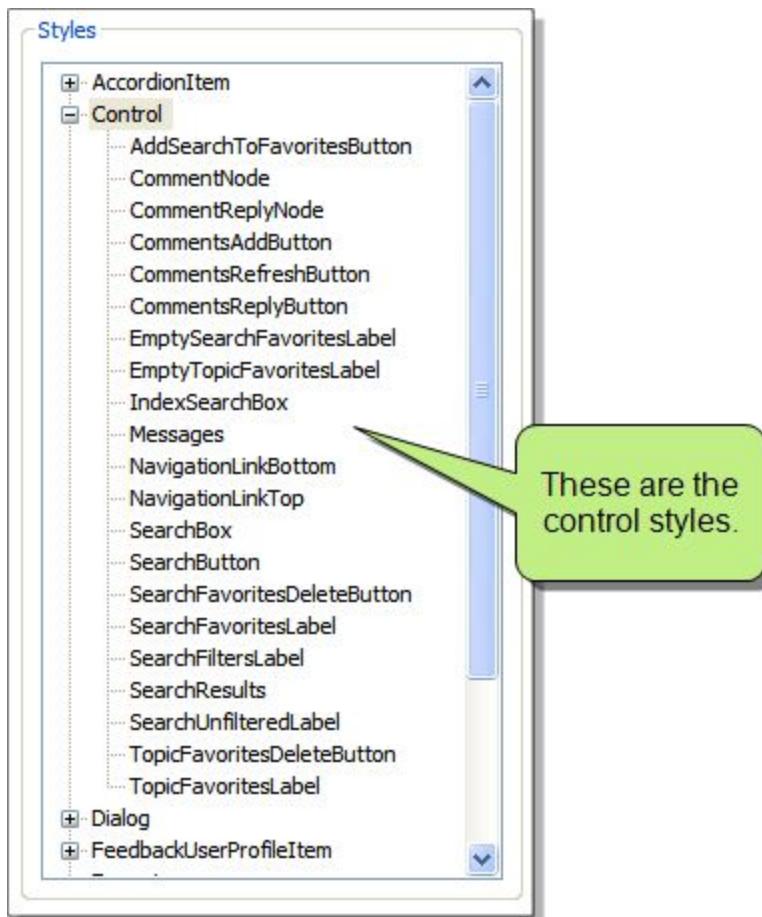 Styles
AccordionItem
Control
AddSearchToFavoritesButton
CommentNode
CommentReplyNode
CommentsAddButton
CommentsRefreshButton
CommentsReplyButton
EmptySearchFavoritesLabel
EmptyTopicFavoritesLabel
IndexSearchBox
Messages
NavigationLinkBottom
NavigationLinkTop
SearchBox
SearchButton
SearchFavoritesDeleteButton
SearchFavoritesLabel
SearchFiltersLabel
SearchResults
SearchUnfilteredLabel
TopicFavoritesDeleteButton
TopicFavoritesLabel
Dialog
FeedbackUserProfileItem
These are the
control styles.